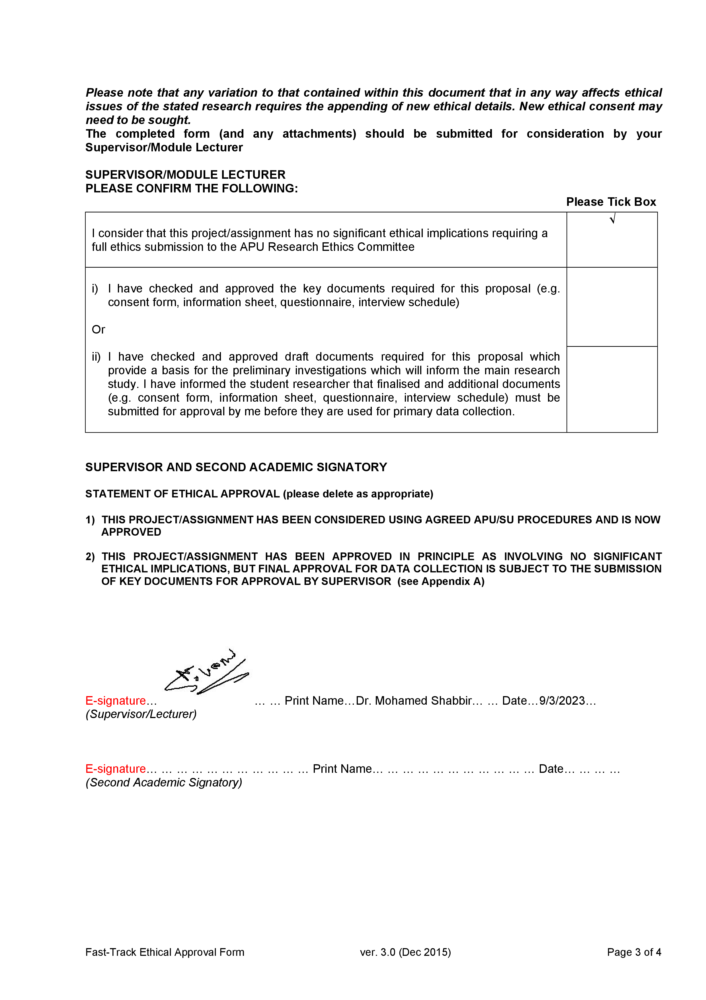 Please note that any variation to that contained within this document that in any way affects ethical
issues of the stated research requires the appending of new ethical details. New ethical consent may
need to be sought.
The completed form (and any attachments) should be submitted for consideration by your
Supervisor/Module Lecturer
SUPERVISOR/MODULE LECTURER
PLEASE CONFIRM THE FOLLOWING:
Please Tick Box
√
I consider that this project/assignment has no significant ethical implications requiring a
full ethics submission to the APU Research Ethics Committee
i) I have checked and approved the key documents required for this proposal (e.g.
consent form, information sheet, questionnaire, interview schedule)
Or
ii) I have checked and approved draft documents required for this proposal which
provide a basis for the preliminary investigations which will inform the main research
study. I have informed the student researcher that finalised and additional documents
(e.g. consent form, information sheet, questionnaire, interview schedule) must be
submitted for approval by me before they are used for primary data collection.
SUPERVISOR AND SECOND ACADEMIC SIGNATORY
STATEMENT OF ETHICAL APPROVAL (please delete as appropriate)
1) THIS PROJECT/ASSIGNMENT HAS BEEN CONSIDERED USING AGREED APU/SU PROCEDURES AND IS NOW
APPROVED
2) THIS PROJECT/ASSIGNMENT HAS BEEN APPROVED IN PRINCIPLE AS INVOLVING NO SIGNIFICANT
ETHICAL IMPLICATIONS, BUT FINAL APPROVAL FOR DATA COLLECTION IS SUBJECT TO THE SUBMISSION
OF KEY DOCUMENTS FOR APPROVAL BY SUPERVISOR (see Appendix A)
E-signature… … … Print Name…Dr. Mohamed Shabbir… … Date…9/3/2023…
(Supervisor/Lecturer)
E-signature… … … … … … … … … … … Print Name… … … … … … … … … … … Date… … … …
(Second Academic Signatory)
Fast-Track Ethical Approval Form ver. 3.0 (Dec 2015) Page 3 of 4